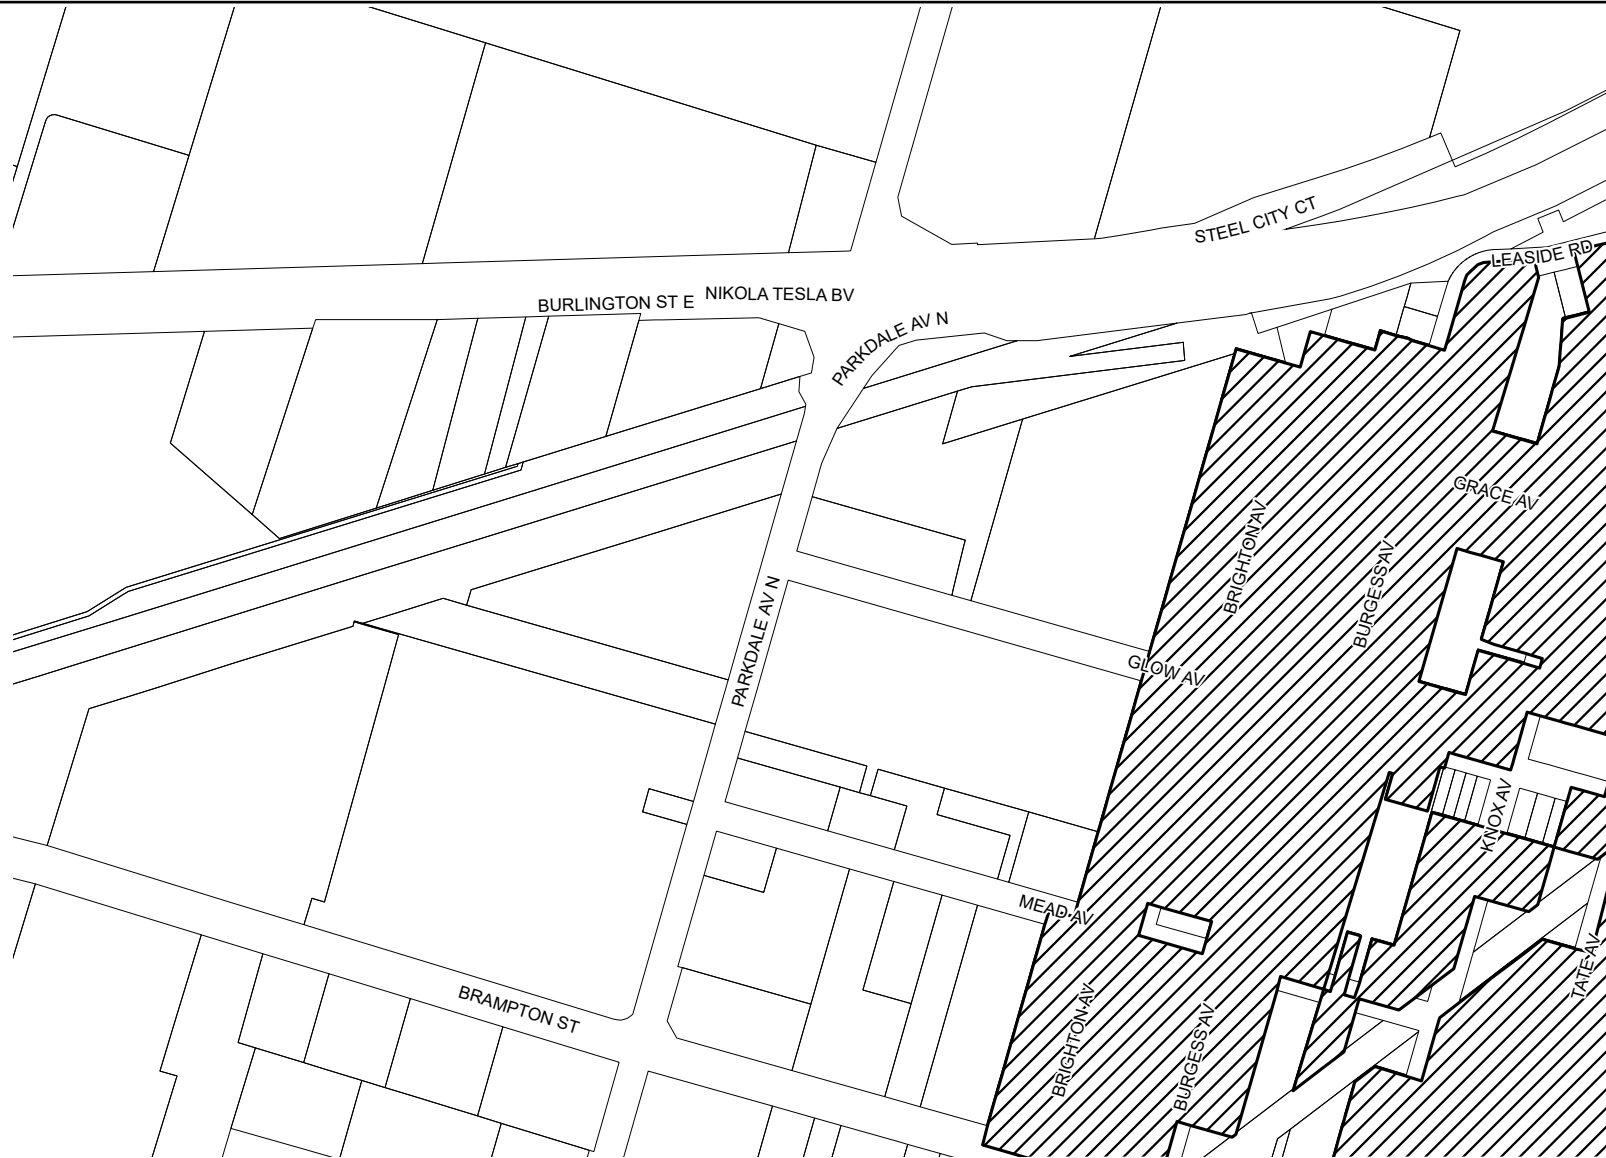 STEEL CITY CT
LEASIDE RD
BURLINGTON ST E
NIKOLA TESLA BV
PARKDALE AV N
GRACE AV
BRIGHTON AV
BURGESS AV
PARKDALE AV N
GLOW AV
KNOX AV
MEAD AV
TATE AV
BRAMPTON ST
BRIGHTON AV
BURGESS AV